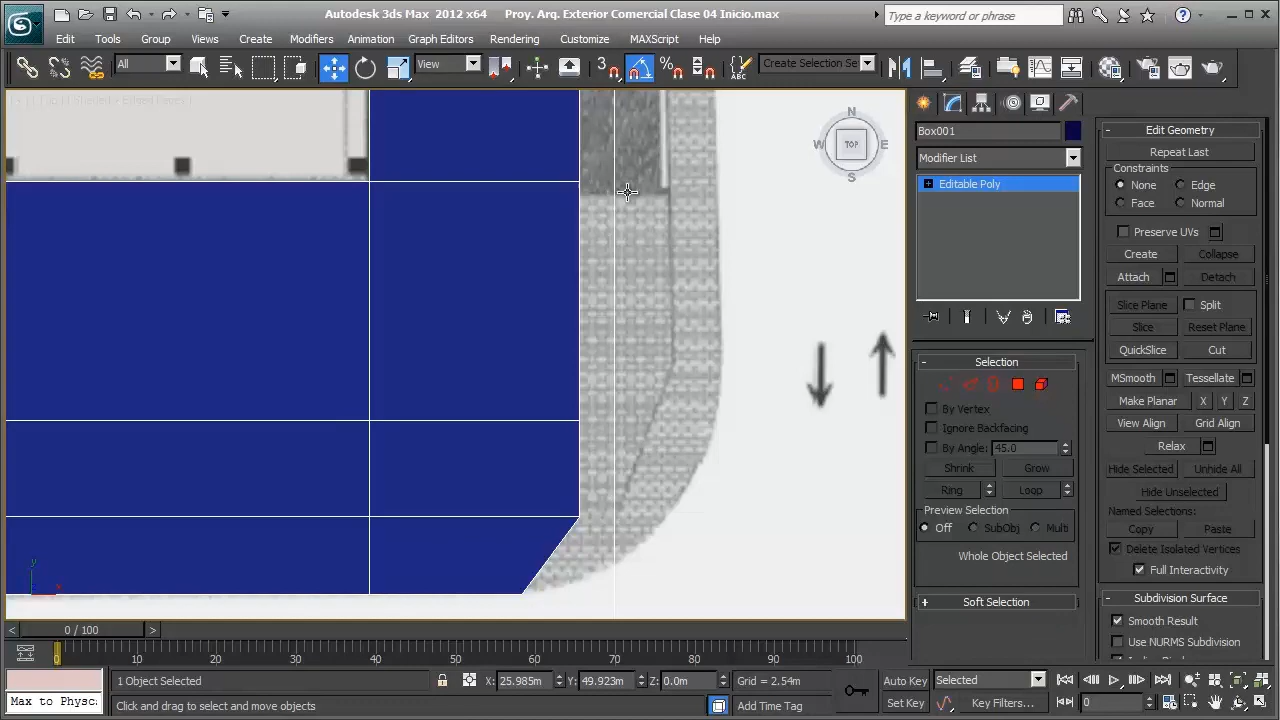 Autodesk 3ds Max 2012 x64 Proy. Arq. Exterior Comercial Clase 04 Inicio.max
Type a keyword or phrase
Edit Tools Group Views Create Modifiers Animation Graph Editors Rendering Customize MAXScript Help
All
View
3
%
ABC
Create Selection Se
N
W TOP E
S
Box001
Modifier List
Editable Poly
Selection
By Vertex
Ignore Backfacing
By Angle: 45.0
Shrink Grow
Ring Loop
Preview Selection
Off SubObj Multi
Whole Object Selected
Soft Selection
Edit Geometry
Repeat Last
Constraints
None Edge
Face Normal
Preserve UVs
Create Collapse
Attach Detach
Slice Plane Split
Slice Reset Plane
QuickSlice Cut
MSmooth Tessellate
Make Planar X Y Z
View Align Grid Align
Relax
Hide Selected Unhide All
Hide Unselected
Named Selections:
Copy Paste
Delete Isolated Vertices
Full Interactivity
Subdivision Surface
Smooth Result
Use NURMS Subdivision
y
x
< 0 / 100 >
0 10 20 30 40 50 60 70 80 90 100
1 Object Selected X: 25.985m Y: 49.923m Z: 0.0m Grid = 2.54m Auto Key Selected
Max to Physc: Click and drag to select and move objects Add Time Tag Set Key Key Filters... 0